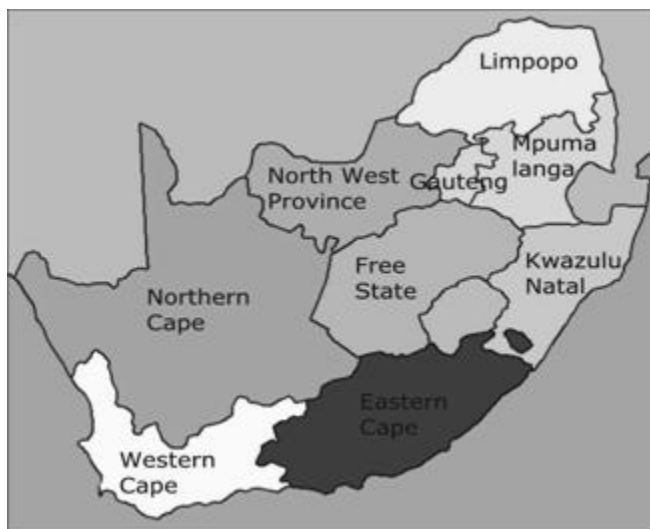 Limpopo
Mpuma
langa
North West
Province
Gauteng
Free
State
Kwazulu
Natal
Northern
Cape
Eastern
Cape
Western
Cape